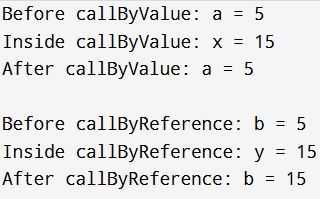 Before callByValue: a = 5
Inside callByValue: x = 15
After callByValue: a = 5
Before callByReference: b = 5
Inside callByReference: y = 15
After callByReference: b = 15